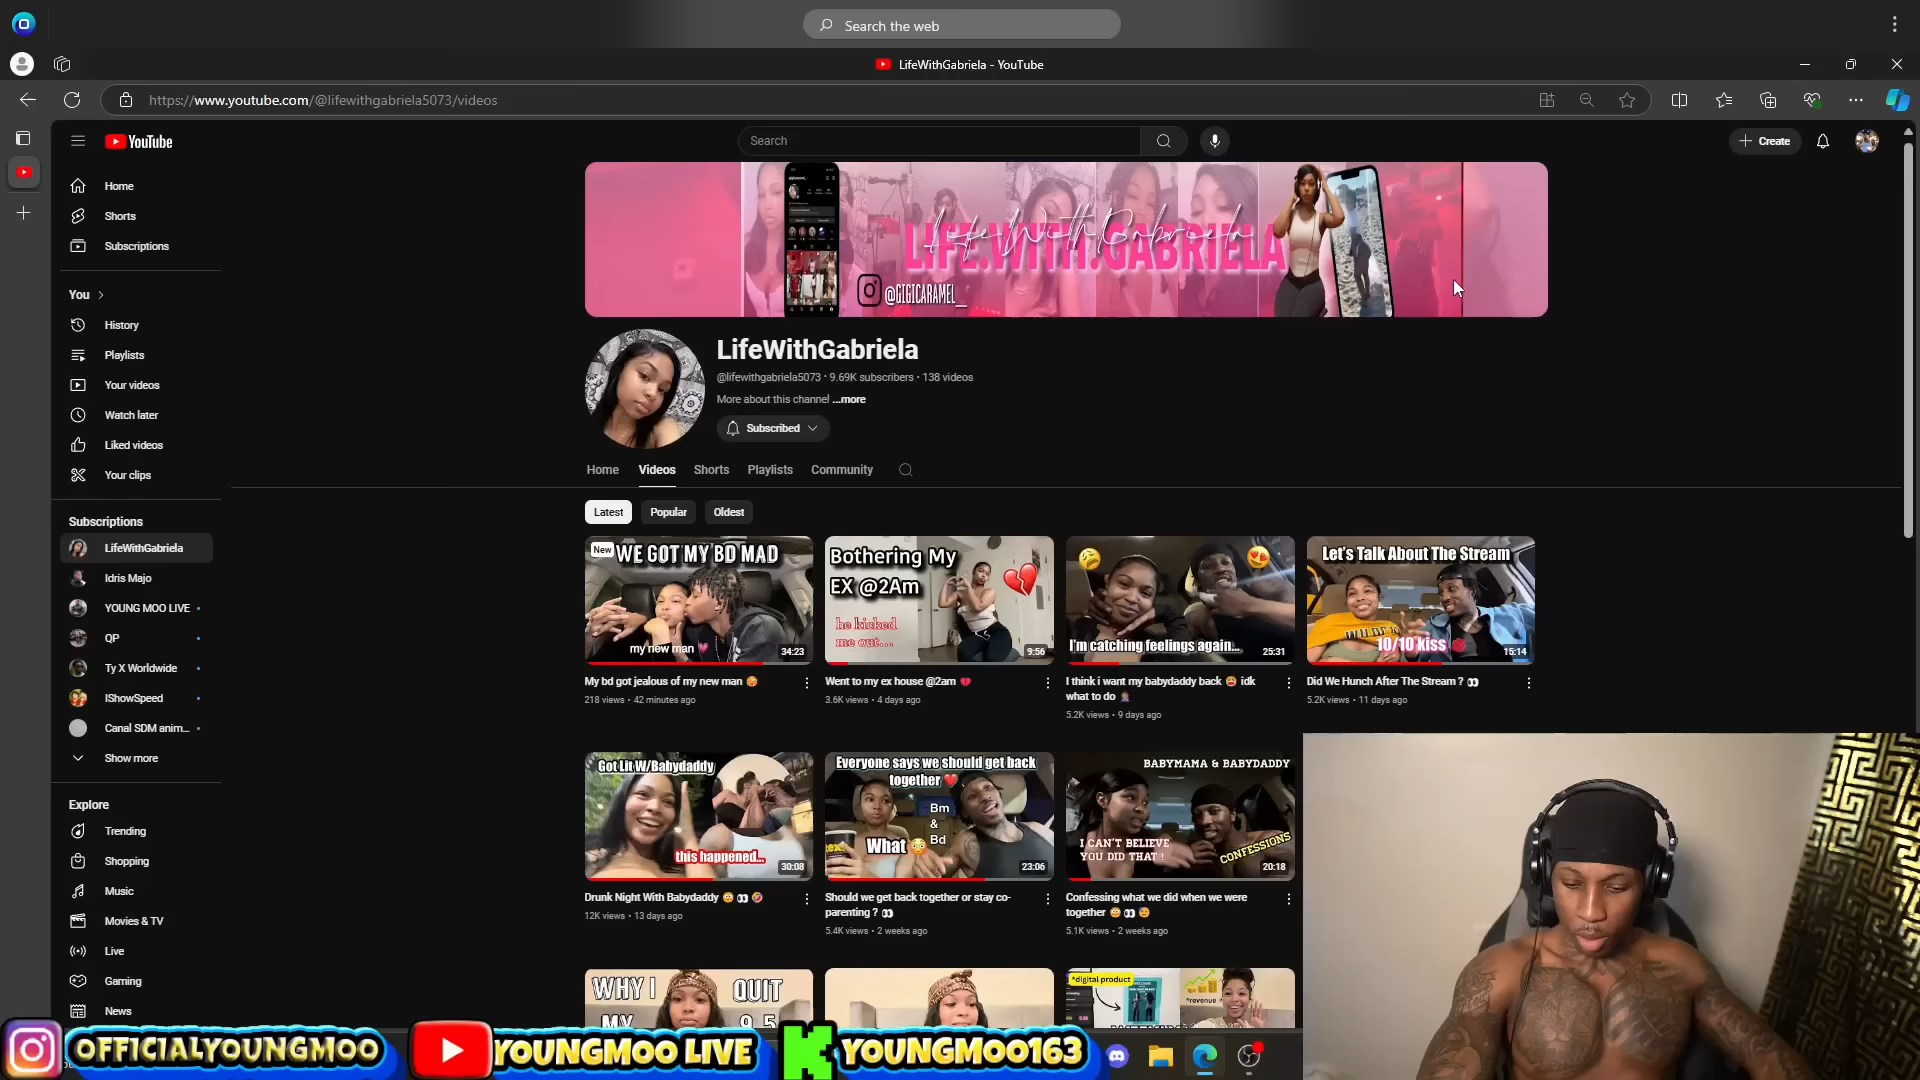 Search the web
LifeWithGabriela - YouTube
https://www.youtube.com/@lifewithgabriela5073/videos
YouTube
Search
Create
Home
Shorts
Subscriptions
You
History
Playlists
Your videos
Watch later
Liked videos
Your clips
Subscriptions
LifeWithGabriela
Idris Majo
YOUNG MOO LIVE
QP
Ty X Worldwide
IShowSpeed
Canal SDM anim...
Show more
Explore
Trending
Shopping
Music
Movies & TV
Live
Gaming
News
LifeWithGabriela
LIFE.WITH.GABRIELA
@GIGICARAMEL_
LifeWithGabriela
@lifewithgabriela5073 • 9.69K subscribers • 138 videos
More about this channel ...more
Subscribed
Home Videos Shorts Playlists Community
Latest Popular Oldest
New
WE GOT MY BD MAD
my new man
34:23
My bd got jealous of my new man
218 views • 42 minutes ago
Bothering My
EX @2Am
he kicked
me out...
9:56
Went to my ex house @2am
3.6K views • 4 days ago
I'm catching feelings again...
25:31
I think i want my babydaddy back 🤩 idk
what to do
5.2K views • 9 days ago
Let's Talk About The Stream
10/10 kiss
15:14
Did We Hunch After The Stream ? 👀
5.2K views • 11 days ago
Got Lit W/Babydaddy
this happened...
30:08
Drunk Night With Babydaddy
12K views • 13 days ago
Everyone says we should get back
together ❤️
Bm
&
Bd
What
23:06
Should we get back together or stay co-
parenting ? 👀
5.4K views • 2 weeks ago
BABYMAMA & BABYDADDY
I CAN'T BELIEVE
YOU DID THAT !
CONFESSIONS
20:18
Confessing what we did when we were
together
5.1K views • 2 weeks ago
WHY I QUIT
MY 9-5
*digital product
*revenue
OFFICIALYOUNGMOO
YOUNGMOO LIVE
K
YOUNGMOO163